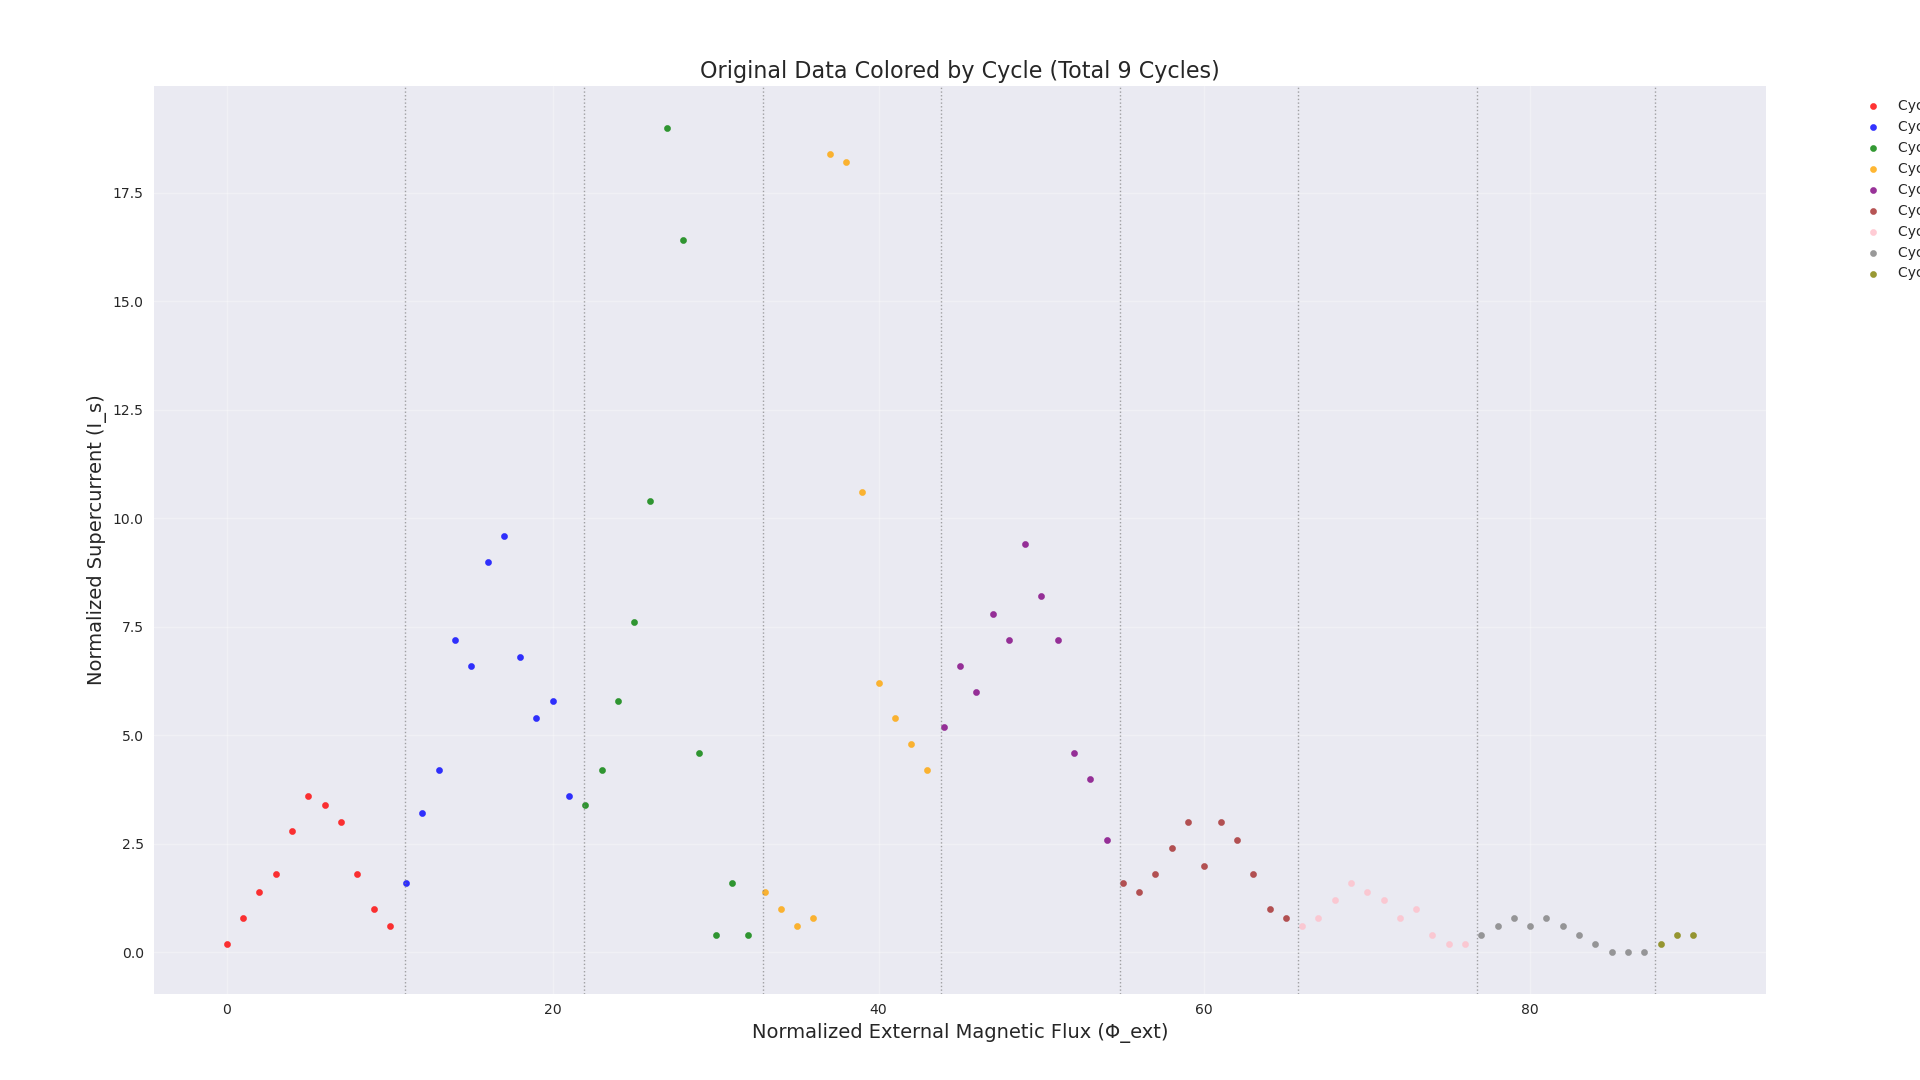 Original Data Colored by Cycle (Total 9 Cycles)
Normalized Supercurrent (I_s)
17.5
15.0
12.5
10.0
7.5
5.0
2.5
0.0
0
20
40
60
80
Normalized External Magnetic Flux (Φ_ext)
Cyc
Cyc
Cyc
Cyc
Cyc
Cyc
Cyc
Cyc
Cyc